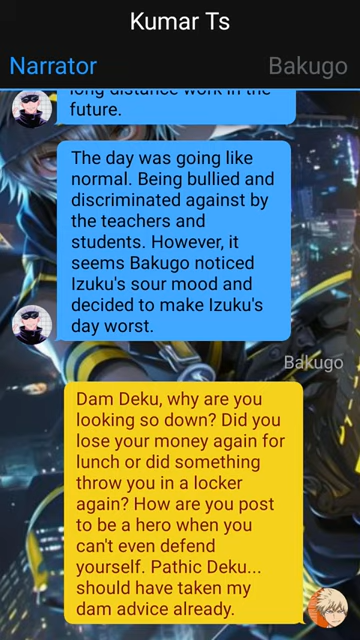 Kumar Ts
Narrator
Bakugo
long distance work in the
future.
The day was going like
normal. Being bullied and
discriminated against by
the teachers and
students. However, it
seems Bakugo noticed
Izuku's sour mood and
decided to make Izuku's
day worst.
Bakugo
Dam Deku, why are you
looking so down? Did you
lose your money again for
lunch or did something
throw you in a locker
again? How are you post
to be a hero when you
can't even defend
yourself. Pathic Deku...
should have taken my
dam advice already.